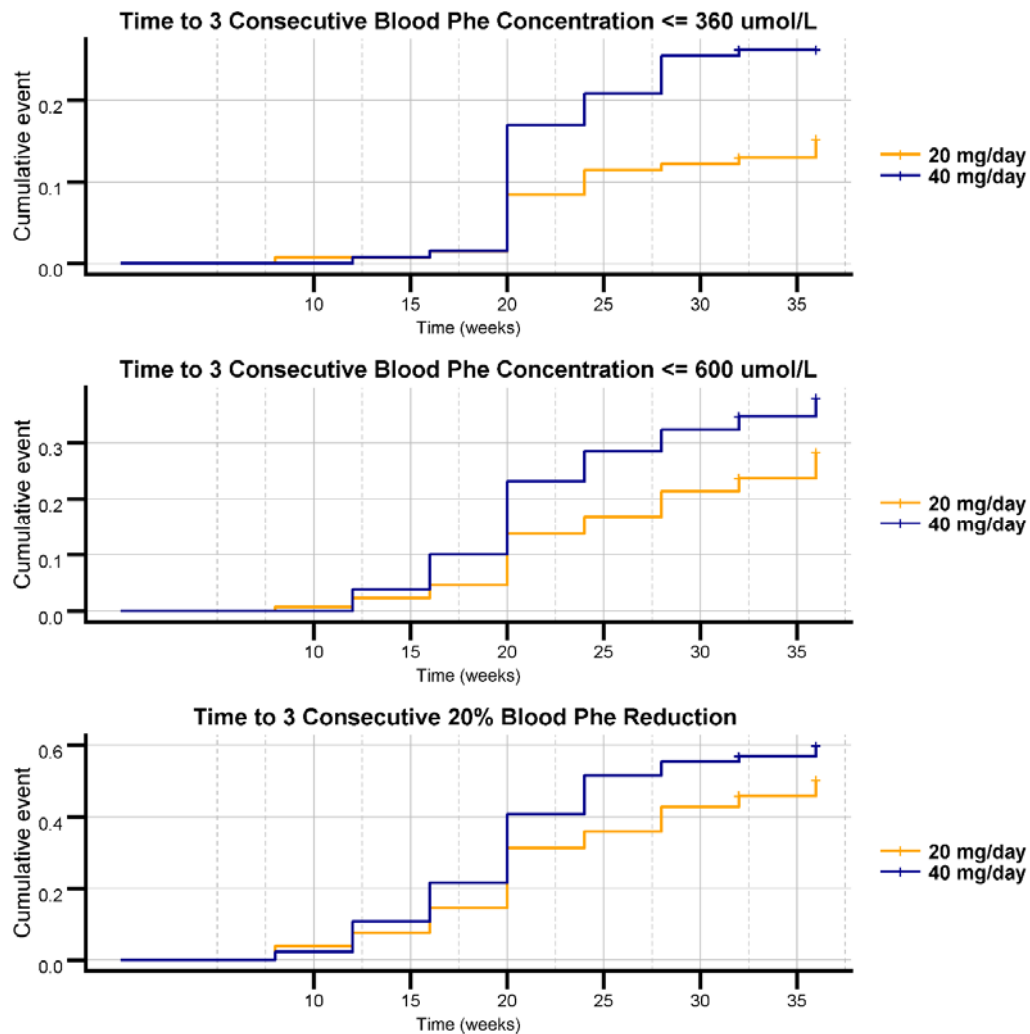 Time to 3 Consecutive Blood Phe Concentration <= 360 umol/L
Cumulative event
0.2
0.1
0.0
10 15 20 25 30 35
Time (weeks)
20 mg/day
40 mg/day
Time to 3 Consecutive Blood Phe Concentration <= 600 umol/L
Cumulative event
0.3
0.2
0.1
0.0
10 15 20 25 30 35
Time (weeks)
20 mg/day
40 mg/day
Time to 3 Consecutive 20% Blood Phe Reduction
Cumulative event
0.6
0.4
0.2
0.0
10 15 20 25 30 35
Time (weeks)
20 mg/day
40 mg/day